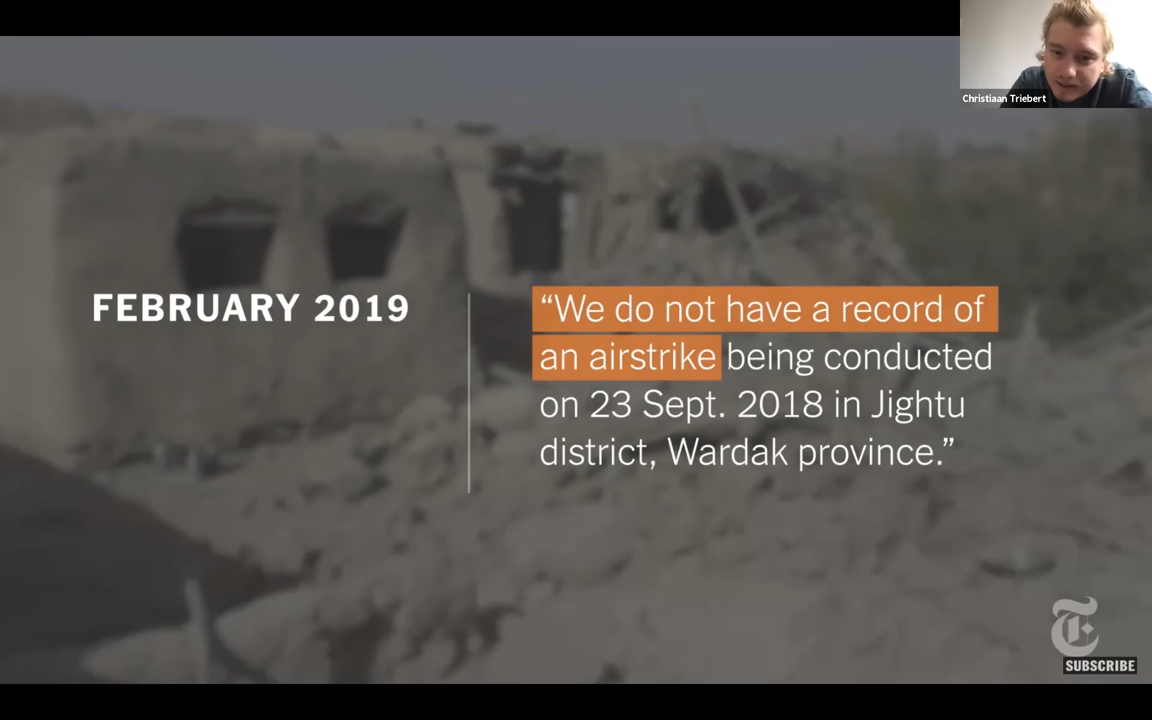 Christiaan Triebert
FEBRUARY 2019
“We do not have a record of
an airstrike being conducted
on 23 Sept. 2018 in Jightu
district, Wardak province.”
T
SUBSCRIBE